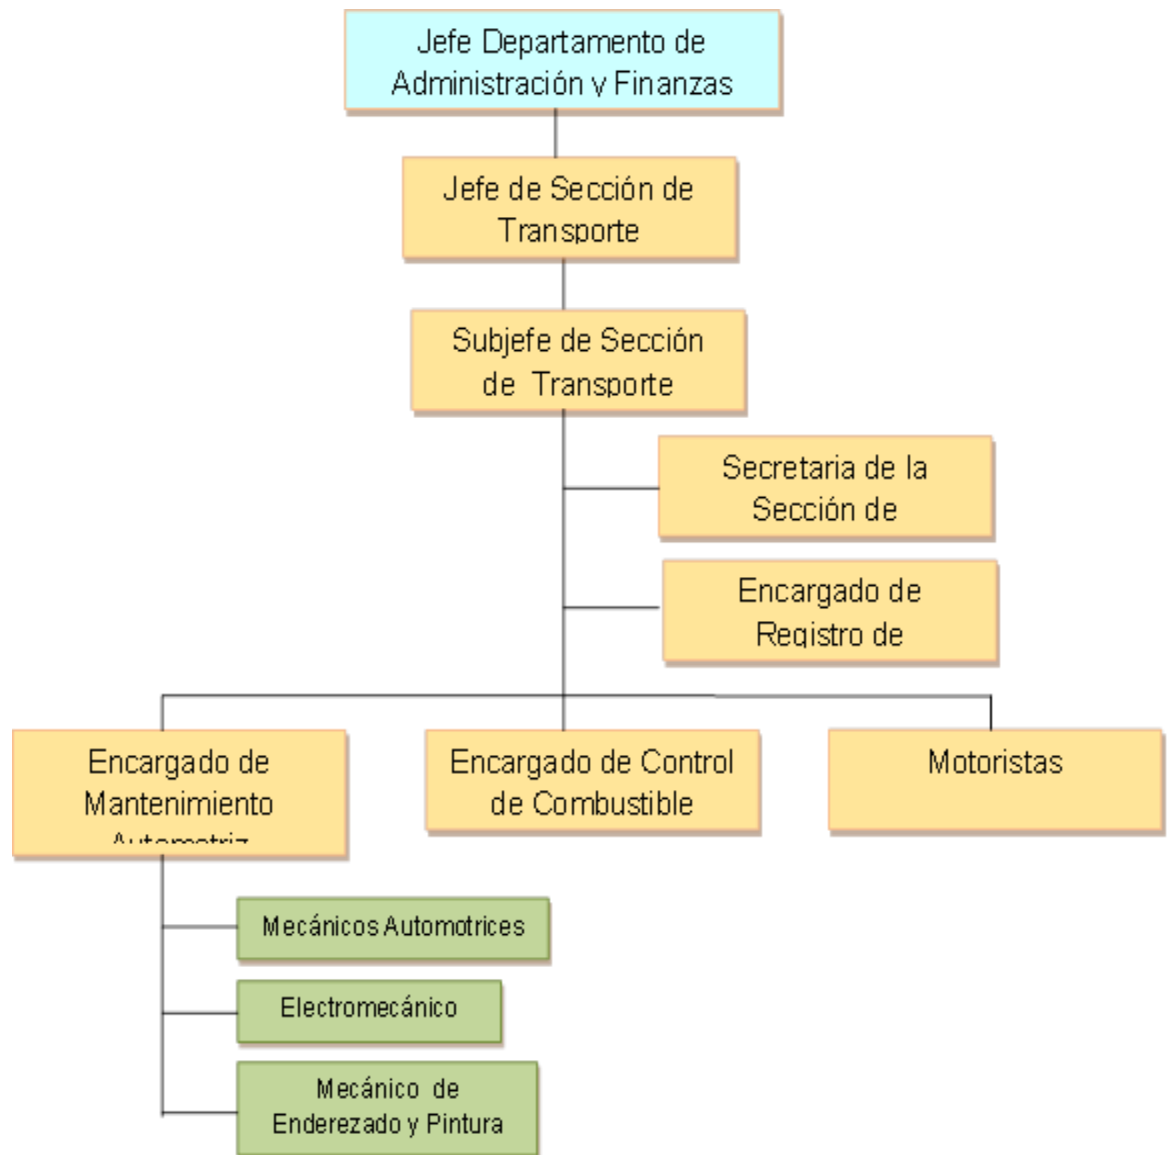 Jefe Departamento de
Administración y Finanzas
Jefe de Sección de
Transporte
Subjefe de Sección
de Transporte
Secretaria de la
Sección de
Encargado de
Registro de
Encargado de
Mantenimiento
Automotriz
Encargado de Control
de Combustible
Motoristas
Mecánicos Automotrices
Electromecánico
Mecánico de
Enderezado y Pintura